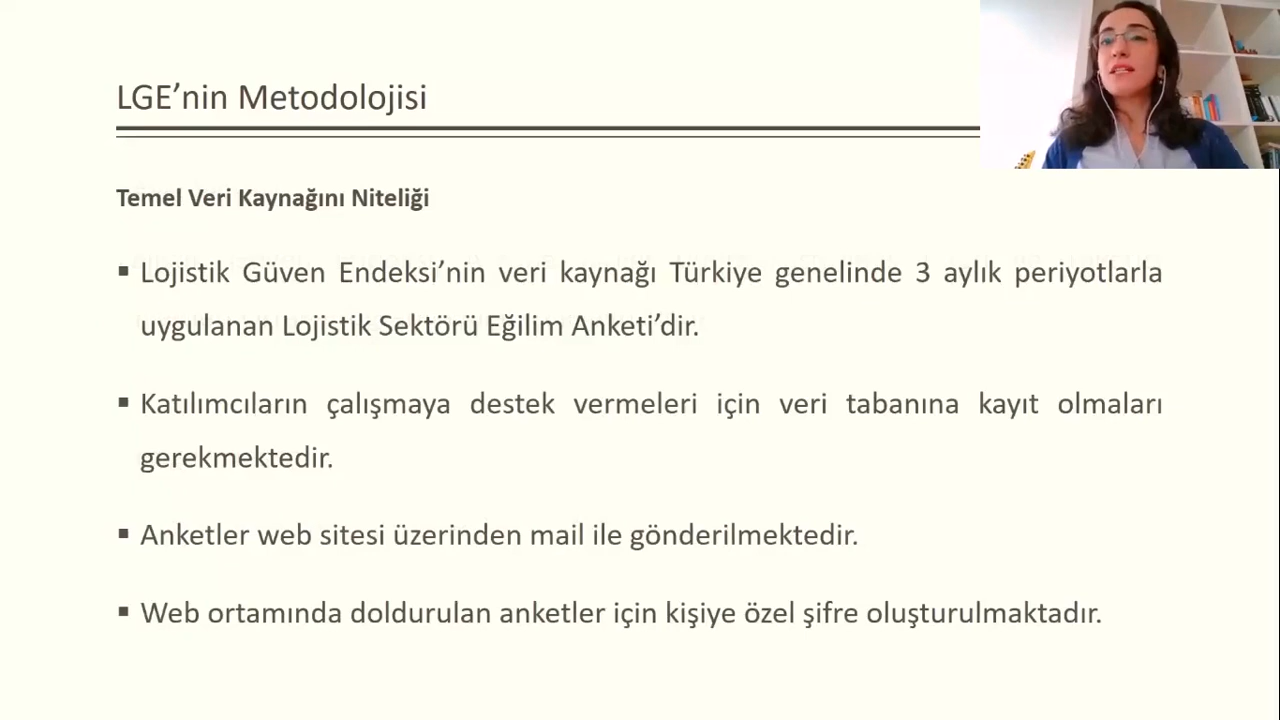 LGE’nin Metodolojisi
Temel Veri Kaynağını Niteliği
▪ Lojistik Güven Endeksi’nin veri kaynağı Türkiye genelinde 3 aylık periyotlarla
uygulanan Lojistik Sektörü Eğilim Anketi’dir.
▪ Katılımcıların çalışmaya destek vermeleri için veri tabanına kayıt olmaları
gerekmektedir.
▪ Anketler web sitesi üzerinden mail ile gönderilmektedir.
▪ Web ortamında doldurulan anketler için kişiye özel şifre oluşturulmaktadır.